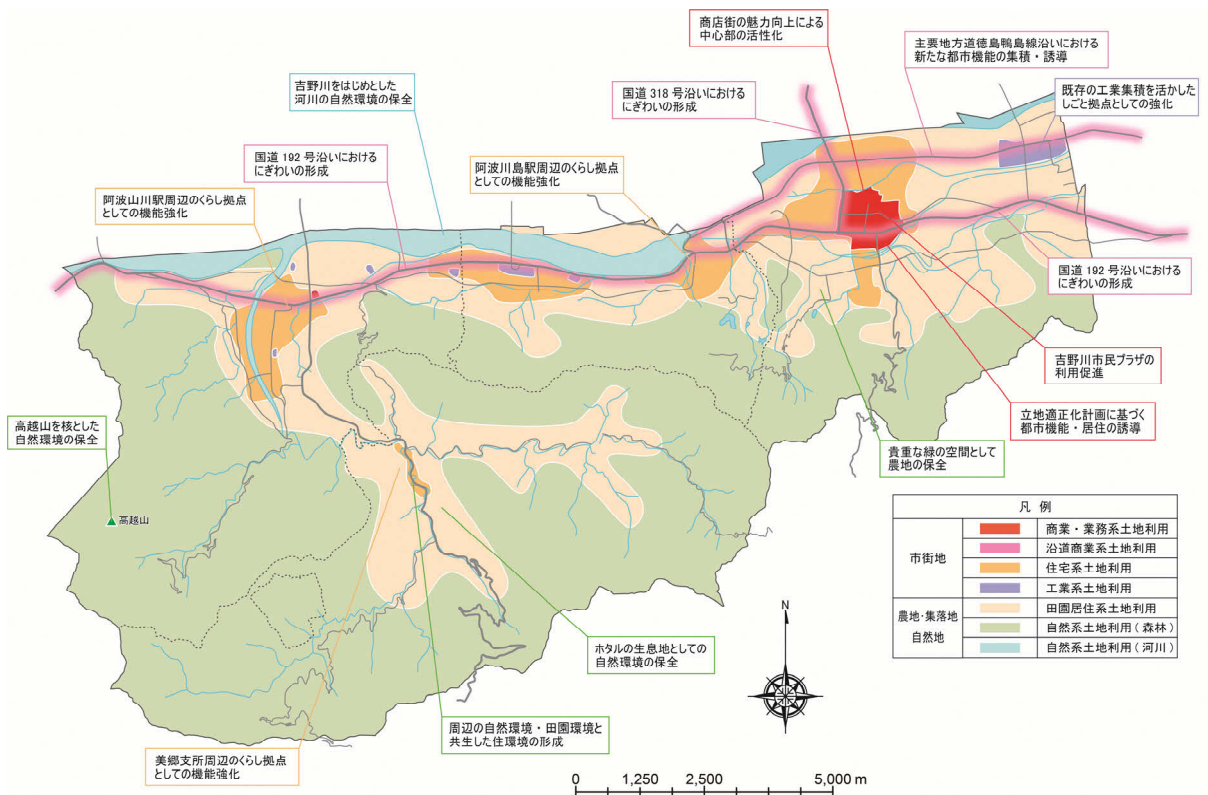 商店街の魅力向上による
中心部の活性化
主要地方道徳島鴨島線沿いにおける
新たな都市機能の集積・誘導
吉野川をはじめとした
河川の自然環境の保全
国道 318 号沿いにおける
にぎわいの形成
既存の工業集積を活かした
しごと拠点としての強化
国道 192 号沿いにおける
にぎわいの形成
阿波川島駅周辺のくらし拠点
としての機能強化
阿波山川駅周辺のくらし拠点
としての機能強化
国道 192 号沿いにおける
にぎわいの形成
吉野川市民プラザの
利用促進
立地適正化計画に基づく
都市機能・居住の誘導
高越山を核とした
自然環境の保全
貴重な緑の空間として
農地の保全
高越山
凡 例
市街地
商業・業務系土地利用
沿道商業系土地利用
住宅系土地利用
工業系土地利用
農地・集落地
自然地
田園居住系土地利用
自然系土地利用(森林)
自然系土地利用(河川)
N
ホタルの生息地としての
自然環境の保全
周辺の自然環境・田園環境と
共生した住環境の形成
美郷支所周辺のくらし拠点
としての機能強化
0 1,250 2,500 5,000 m